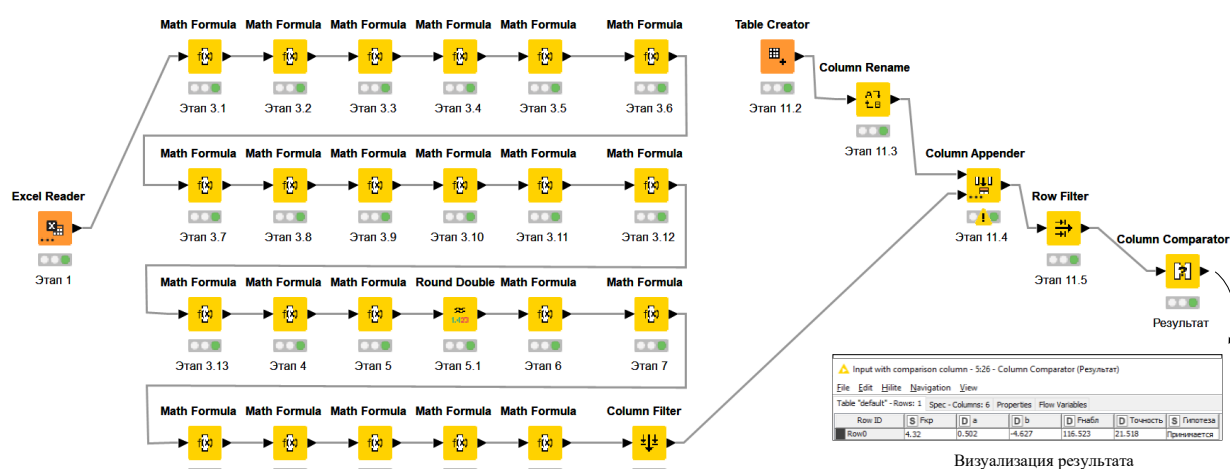 Math Formula Math Formula Math Formula Math Formula Math Formula Math Formula
Этап 3.1 Этап 3.2 Этап 3.3 Этап 3.4 Этап 3.5 Этап 3.6
Math Formula Math Formula Math Formula Math Formula Math Formula Math Formula
Этап 3.7 Этап 3.8 Этап 3.9 Этап 3.10 Этап 3.11 Этап 3.12
Excel Reader
Этап 1
Math Formula Math Formula Math Formula Round Double Math Formula Math Formula
Этап 3.13 Этап 4 Этап 5 Этап 5.1 Этап 6 Этап 7
Math Formula Math Formula Math Formula Math Formula Math Formula Column Filter
Table Creator
Этап 11.2
Column Rename
Этап 11.3
Column Appender
Этап 11.4
Row Filter
Этап 11.5
Column Comparator
Результат
Input with comparison column - 5:26 - Column Comparator (Результат)
File Edit Hilite Navigation View
Table "default" - Rows: 1 Spec - Columns: 6 Properties Flow Variables
Row ID S Fкр D a D b D Fнабл D Точность S Гипотеза
Row0 4.32 0.502 -4.627 116.523 21.518 Принимается
Визуализация результата